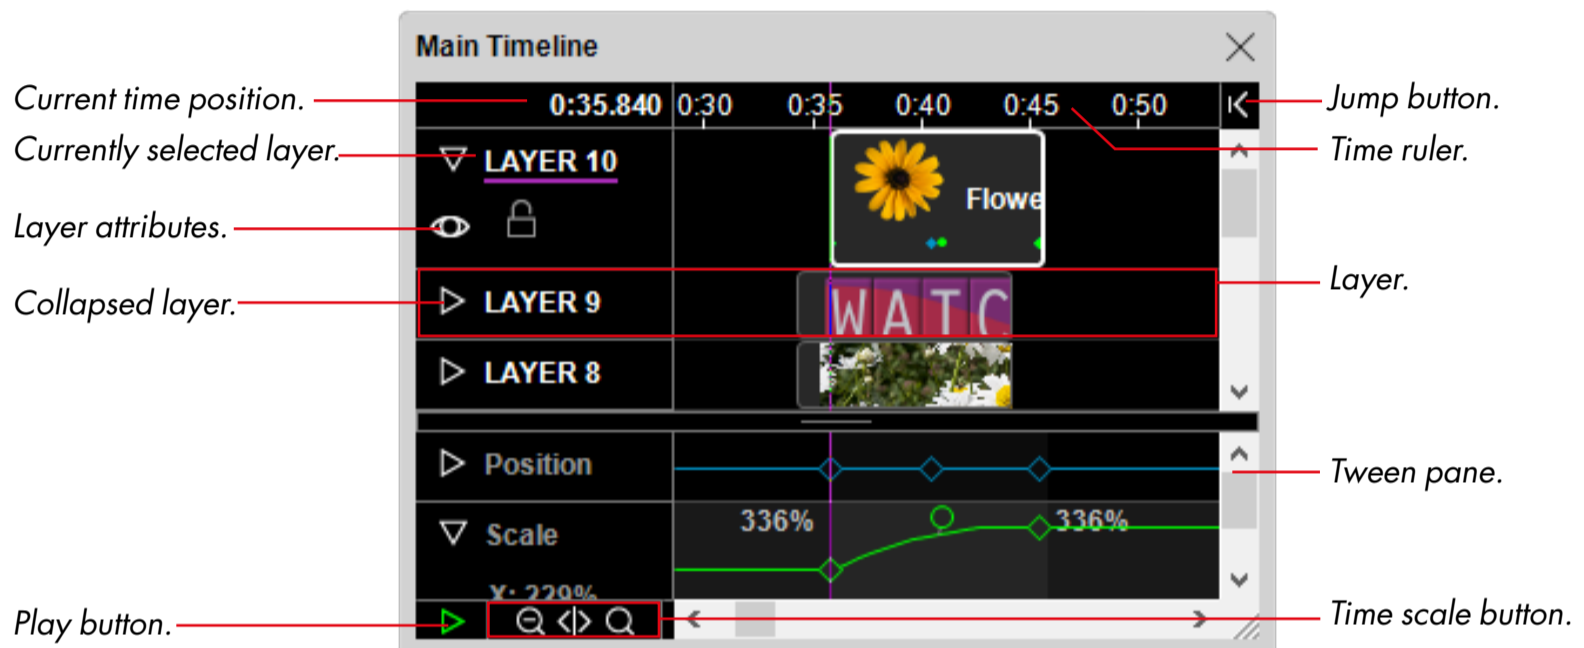 Main Timeline
Current time position.
0:35.840 0:30 0:35 0:40 0:45 0:50
Jump button.
Currently selected layer.
LAYER 10
Time ruler.
Flowe
Layer attributes.
Layer.
Collapsed layer.
LAYER 9
WATC
LAYER 8
Position
Tween pane.
336% 336%
Scale
X: 229%
Play button.
Time scale button.